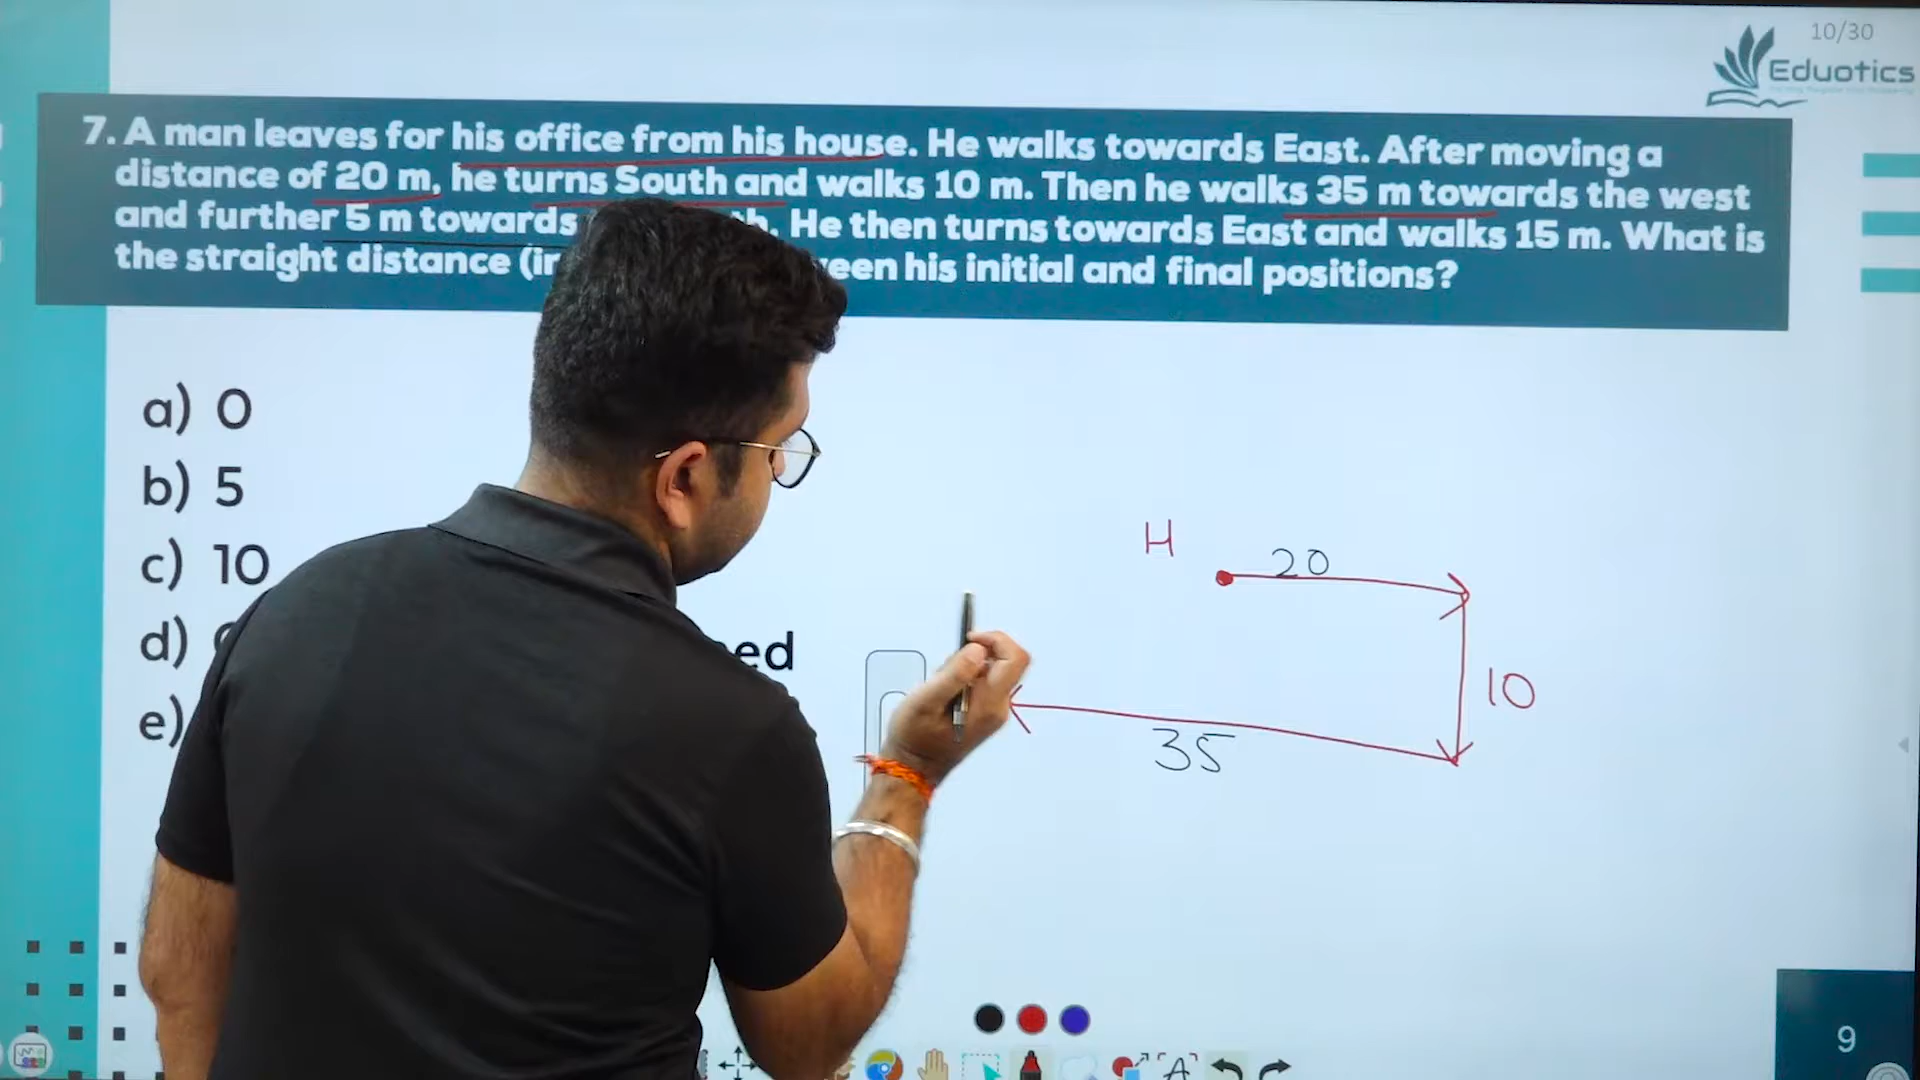 10/30
Eduotics
7. A man leaves for his office from his house. He walks towards East. After moving a
distance of 20 m, he turns South and walks 10 m. Then he walks 35 m towards the west
and further 5 m towards He then turns towards East and walks 15 m. What is
the straight distance his initial and final positions?
a) 0
b) 5
c) 10
d)
e)
H
20
10
35
9